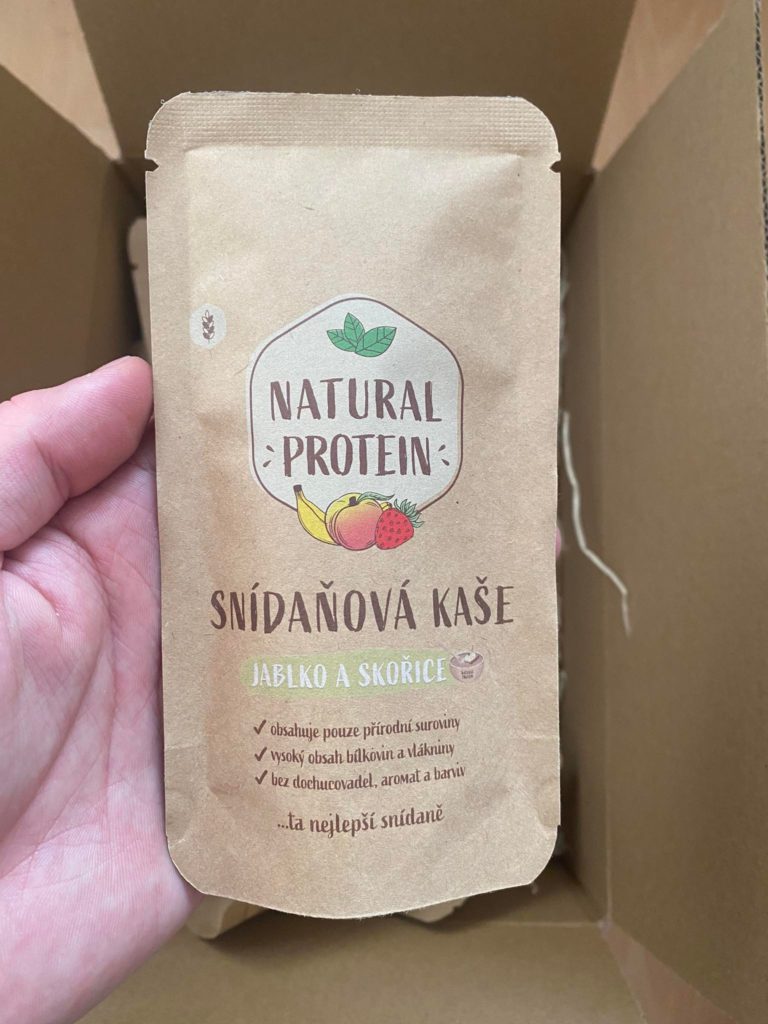 NATURAL
PROTEIN
SNÍDAŇOVÁ KAŠE
JABLKO A SKOŘICE
✓ obsahuje pouze přírodní suroviny
✓ vysoký obsah bílkovin a vlákniny
✓ bez dochucovadel, aromat a barviv
...ta nejlepší snídaně